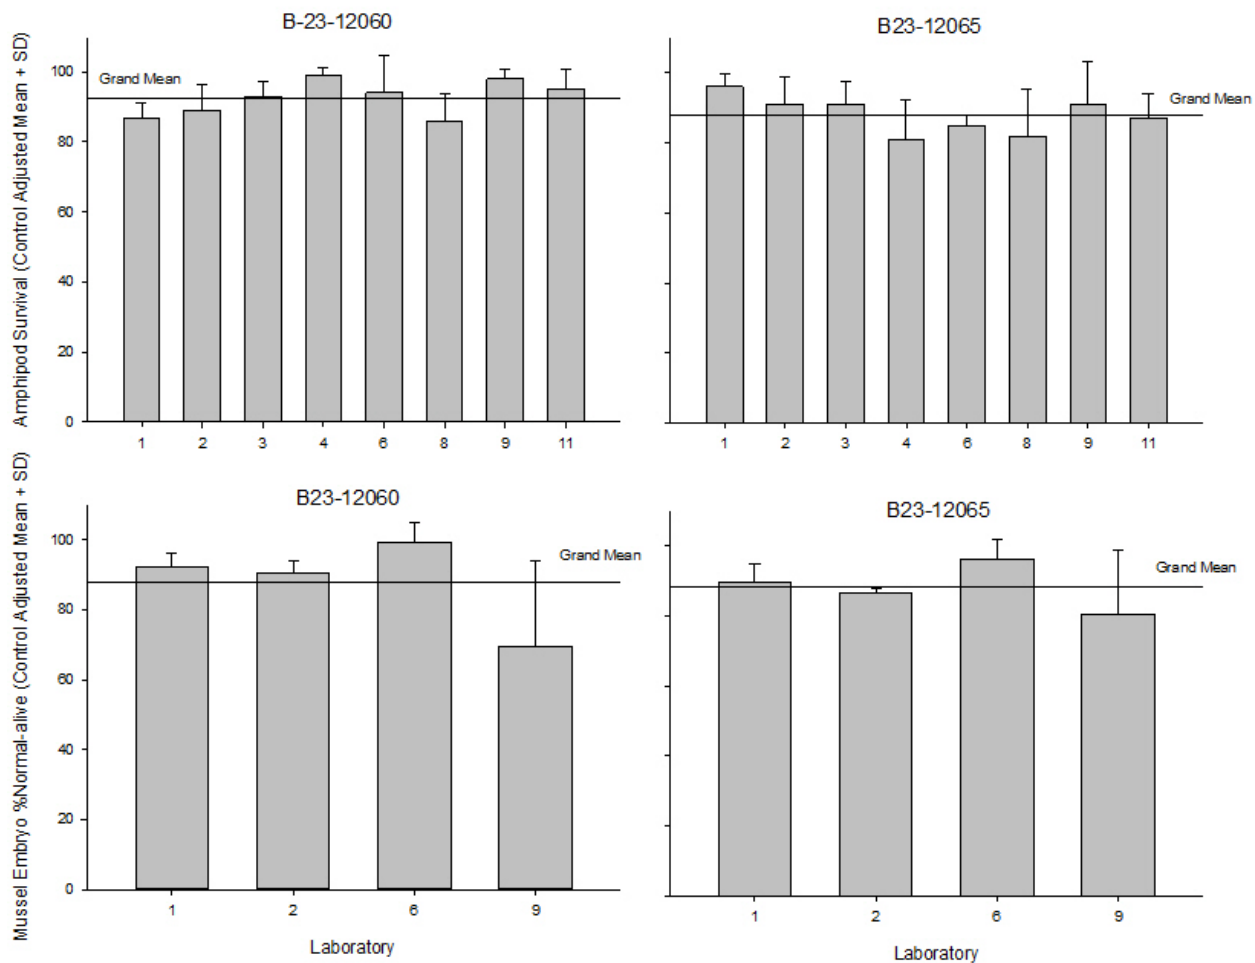 B-23-12060
Amphipod Survival (Control Adjusted Mean + SD)
100
80
60
40
20
0
Grand Mean
1 2 3 4 6 8 9 11
B23-12065
Grand Mean
1 2 3 4 6 8 9 11
B23-12060
Mussel Embryo %Normal-alive (Control Adjusted Mean + SD)
100
80
60
40
20
0
Grand Mean
1 2 6 9
Laboratory
B23-12065
Grand Mean
1 2 6 9
Laboratory